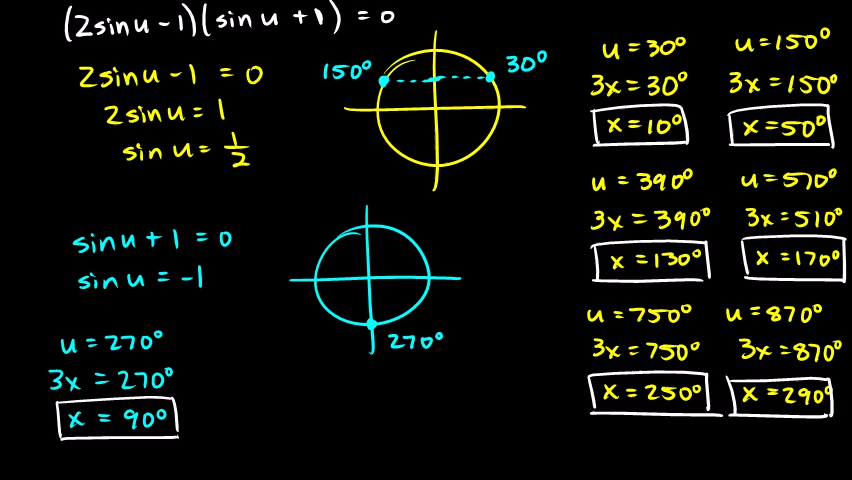 (2sinu-1)(sinu+1) = 0
2sinu-1 = 0
2sinu = 1
sinu = 1/2
150°
30°
sinu+1 = 0
sinu = -1
270°
u = 270°
3x = 270°
x = 90°
u = 30°
3x = 30°
x = 10°
u = 150°
3x = 150°
x = 50°
u = 390°
3x = 390°
x = 130°
u = 570°
3x = 510°
x = 170°
u = 750°
3x = 750°
x = 250°
u = 870°
3x = 870°
x = 290°